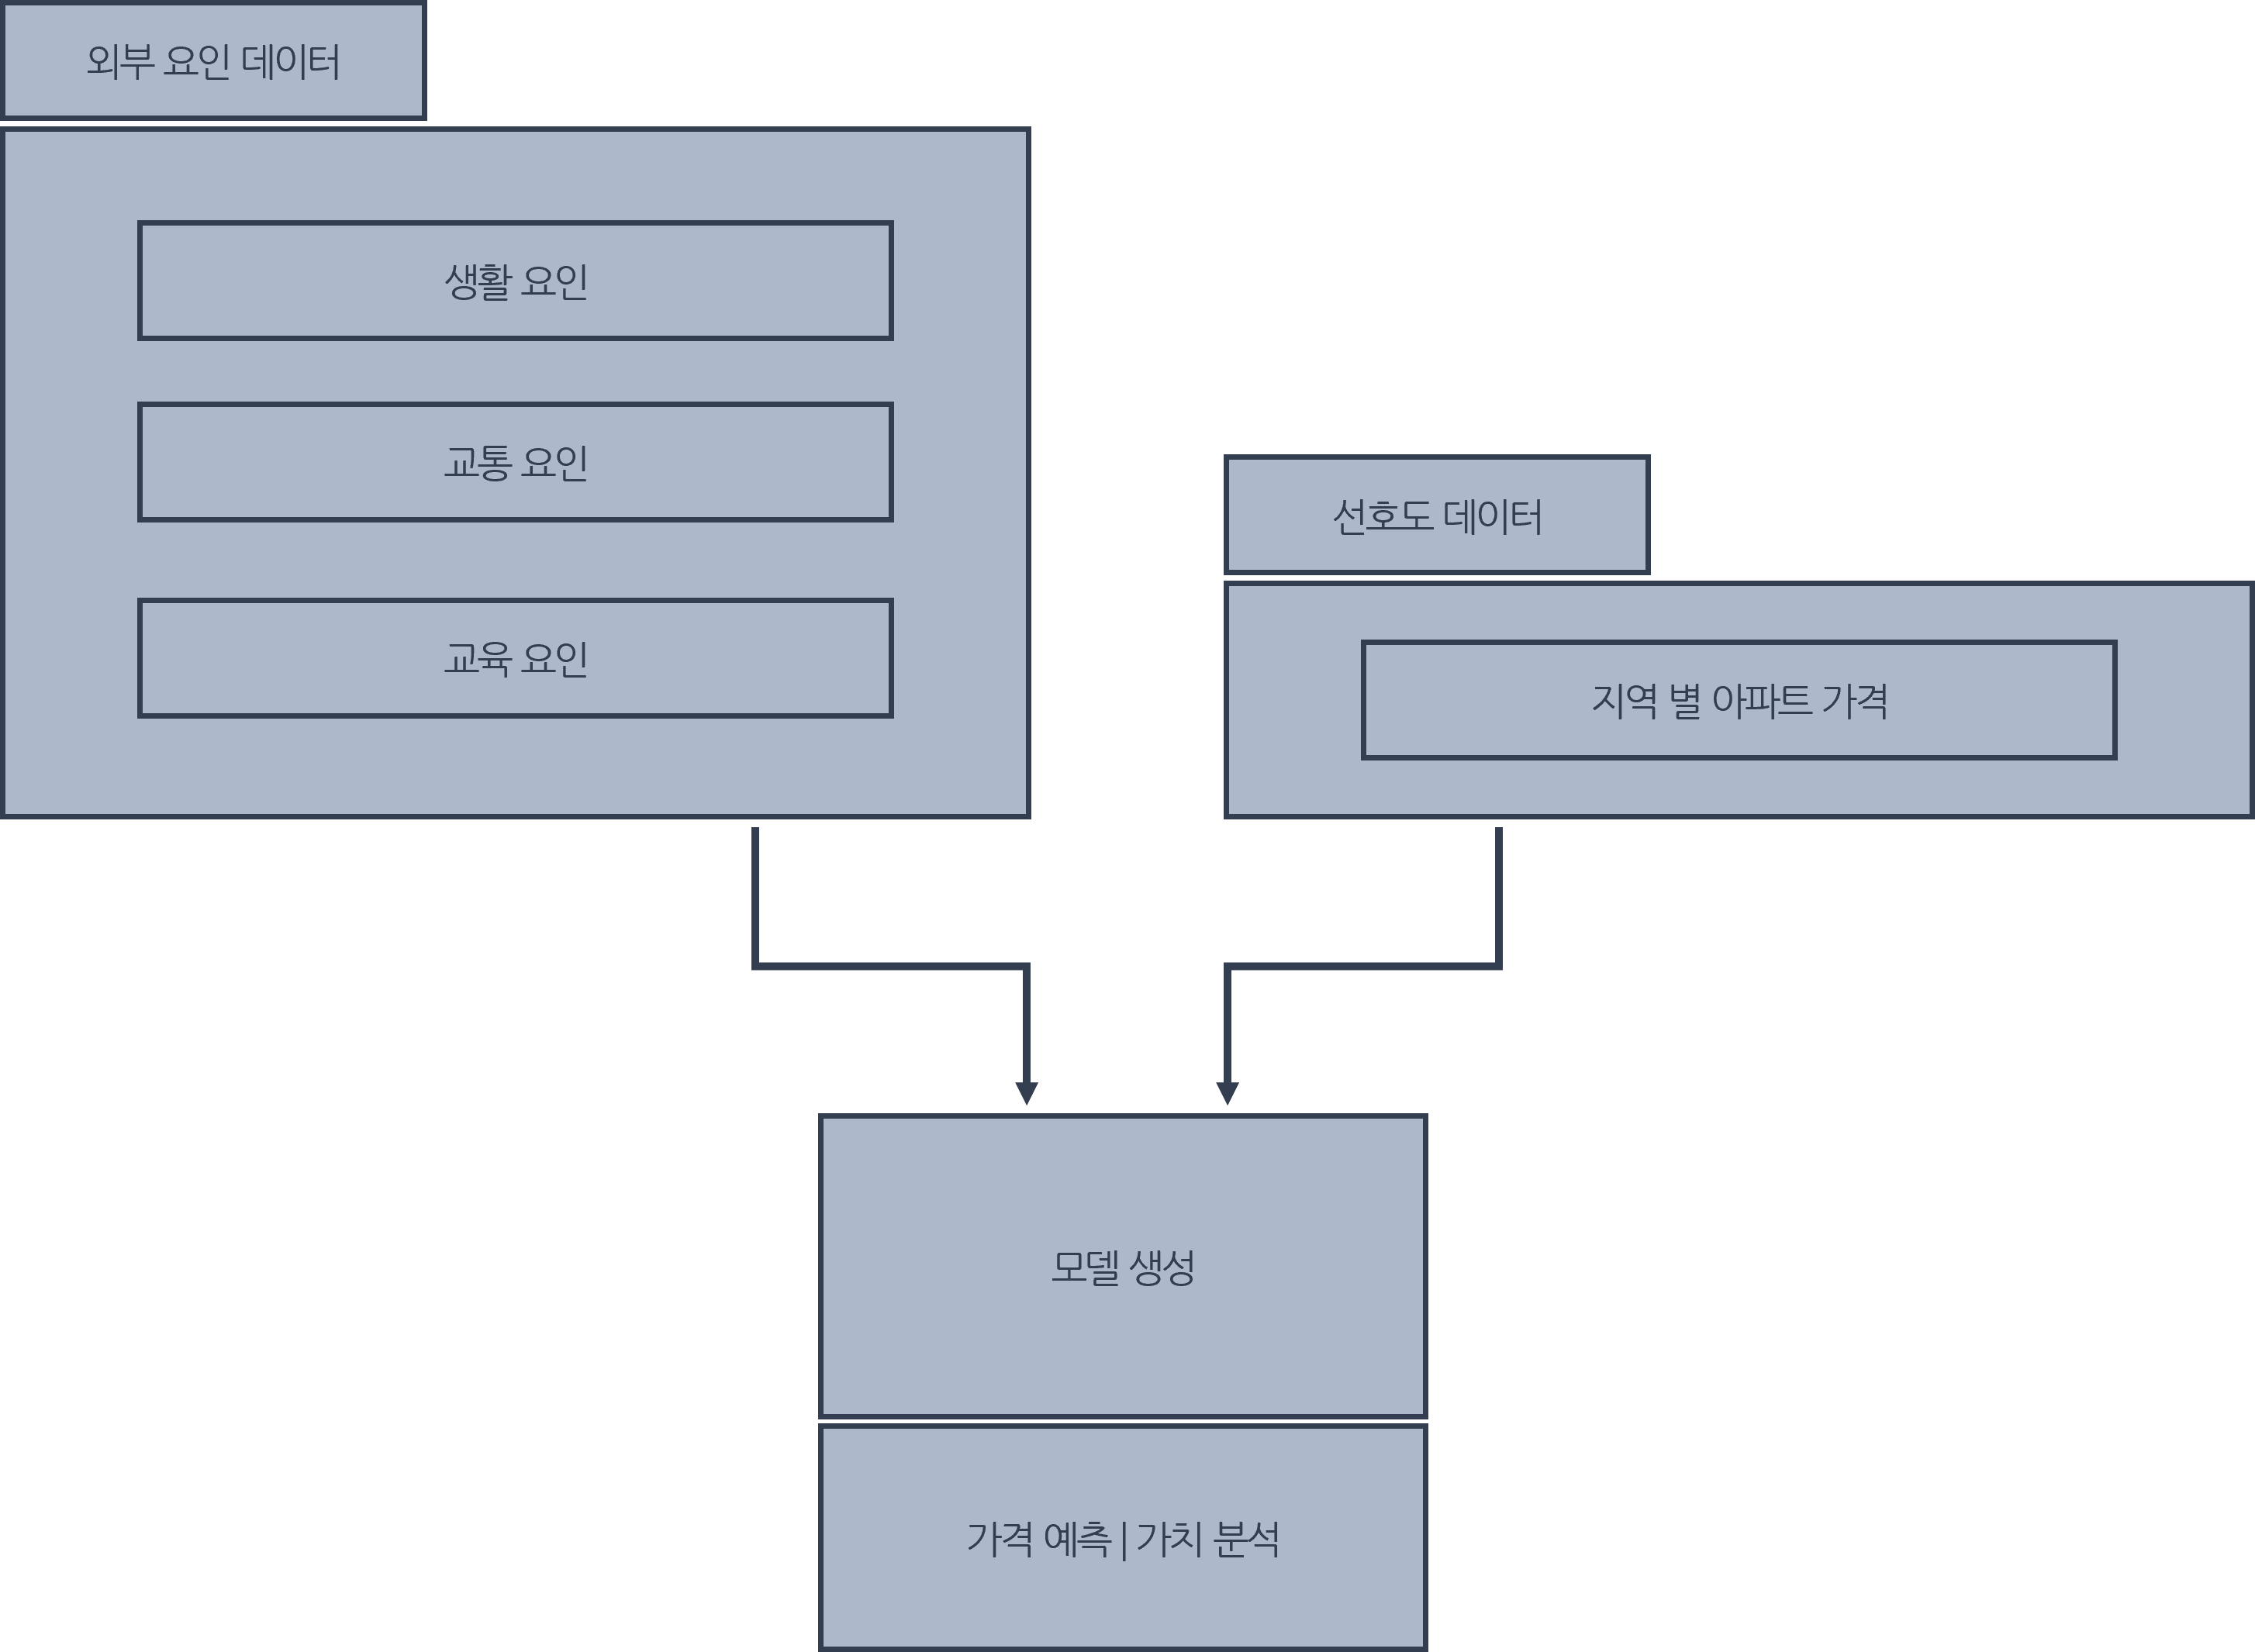 외부 요인 데이터
생활 요인
교통 요인
교육 요인
선호도 데이터
지역 별 아파트 가격
모델 생성
가격 예측 | 가치 분석